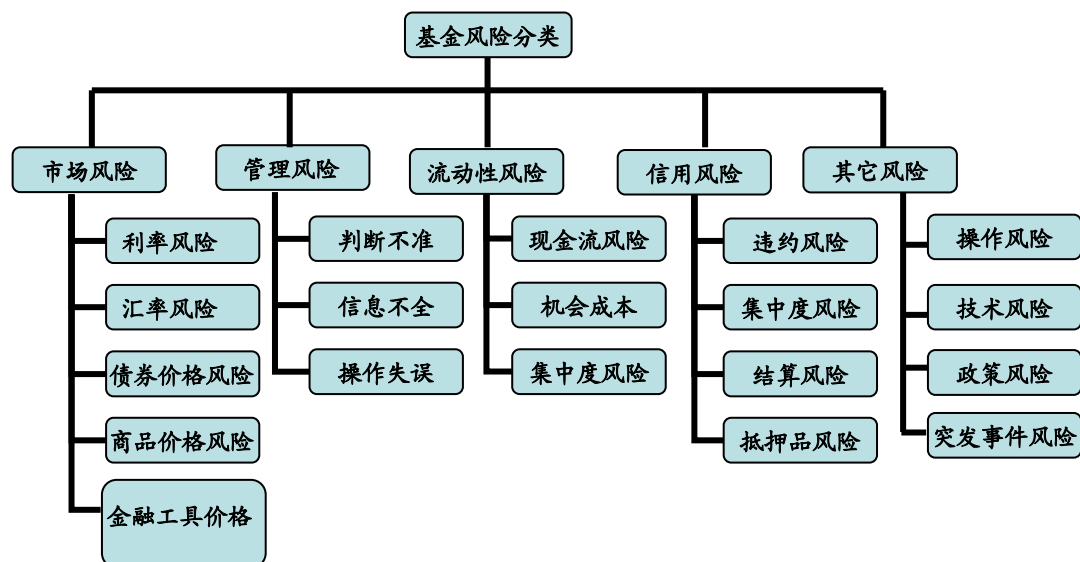 基金风险分类
市场风险
管理风险
流动性风险
信用风险
其它风险
利率风险
汇率风险
债券价格风险
商品价格风险
金融工具价格
判断不准
信息不全
操作失误
现金流风险
机会成本
集中度风险
违约风险
集中度风险
结算风险
抵押品风险
操作风险
技术风险
政策风险
突发事件风险